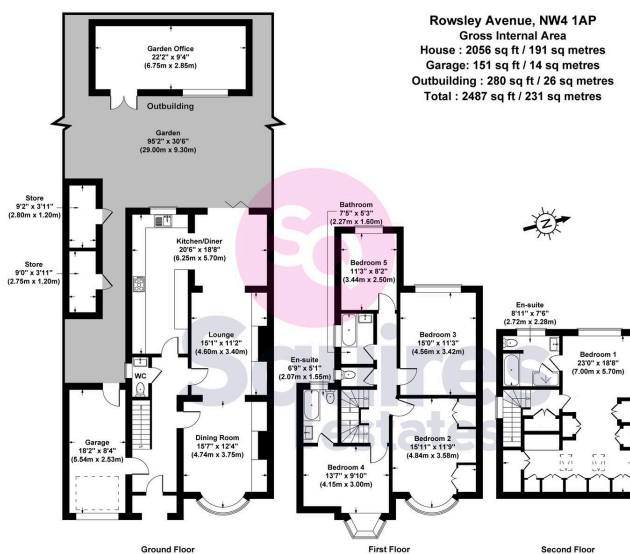 Rowsley Avenue, NW4 1AP
Gross Internal Area
House : 2056 sq ft / 191 sq metres
Garage: 151 sq ft / 14 sq metres
Outbuilding : 280 sq ft / 26 sq metres
Total : 2487 sq ft / 231 sq metres
Garden Office
22'2" x 9'4"
(6.75m x 2.85m)
Outbuilding
Garden
95'2" x 30'6"
(29.00m x 9.30m)
Store
9'2" x 3'11"
(2.80m x 1.20m)
Store
9'0" x 3'11"
(2.75m x 1.20m)
Kitchen/Diner
20'6" x 18'8"
(6.25m x 5.70m)
Lounge
15'1" x 11'2"
(4.60m x 3.40m)
WC
Garage
18'2" x 8'4"
(5.54m x 2.53m)
Dining Room
15'7" x 12'4"
(4.74m x 3.75m)
Ground Floor
Bathroom
7'5" x 5'3"
(2.27m x 1.60m)
Bedroom 5
11'3" x 8'2"
(3.44m x 2.50m)
Bedroom 3
15'0" x 11'3"
(4.56m x 3.42m)
En-suite
6'9" x 5'1"
(2.07m x 1.55m)
Bedroom 2
15'11" x 11'9"
(4.84m x 3.58m)
Bedroom 4
13'7" x 9'10"
(4.15m x 3.00m)
First Floor
N
En-suite
8'11" x 7'6"
(2.72m x 2.28m)
Bedroom 1
23'0" x 18'8"
(7.00m x 5.70m)
Second Floor
SQ
Squires
estates